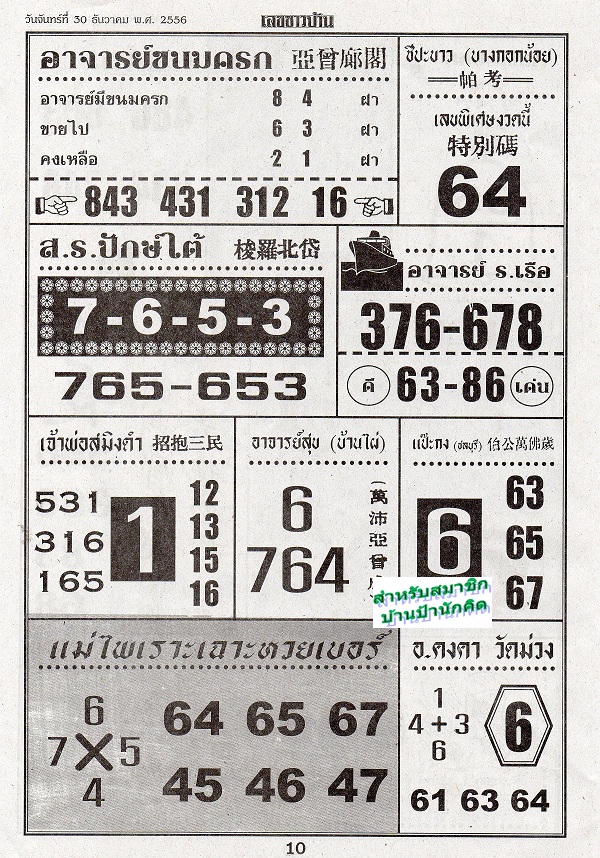 วันจันทร์ที่ 30 ธันวาคม พ.ศ. 2556
เลขชาวบ้าน
อาจารย์ขนมครก 亞曾廊閣
อาจารย์มีขนมครก 8 4 ฝา
ขายไป 6 3 ฝา
คงเหลือ 2 1 ฝา
843 431 312 16
ชีปะขาว (บางกอกน้อย)
帕考
เลขพิเศษงวดนี้
特別碼
64
ส.ร.ปักษ์ใต้ 梭羅北岱
7-6-5-3
765-653
อาจารย์ ร.เรือ
376-678
ดี 63-86 เด่น
เจ้าพ่อสมิงดำ 招抱三民
531
316
165
1
12
13
15
16
อาจารย์สุข (บ้านไผ่)
6
764
(萬沛亞曾
แป๊ะกง (ชลบุรี) 伯公萬佛歲
6
63
65
67
สำหรับสมาชิก
บ้านป้านักคิด
แม่ไพเราะเฉาะหวยเบอร์
6
7 X 5
4
64 65 67
45 46 47
อ.คงคา วัดม่วง
1
4 + 3
6
6
61 63 64
10